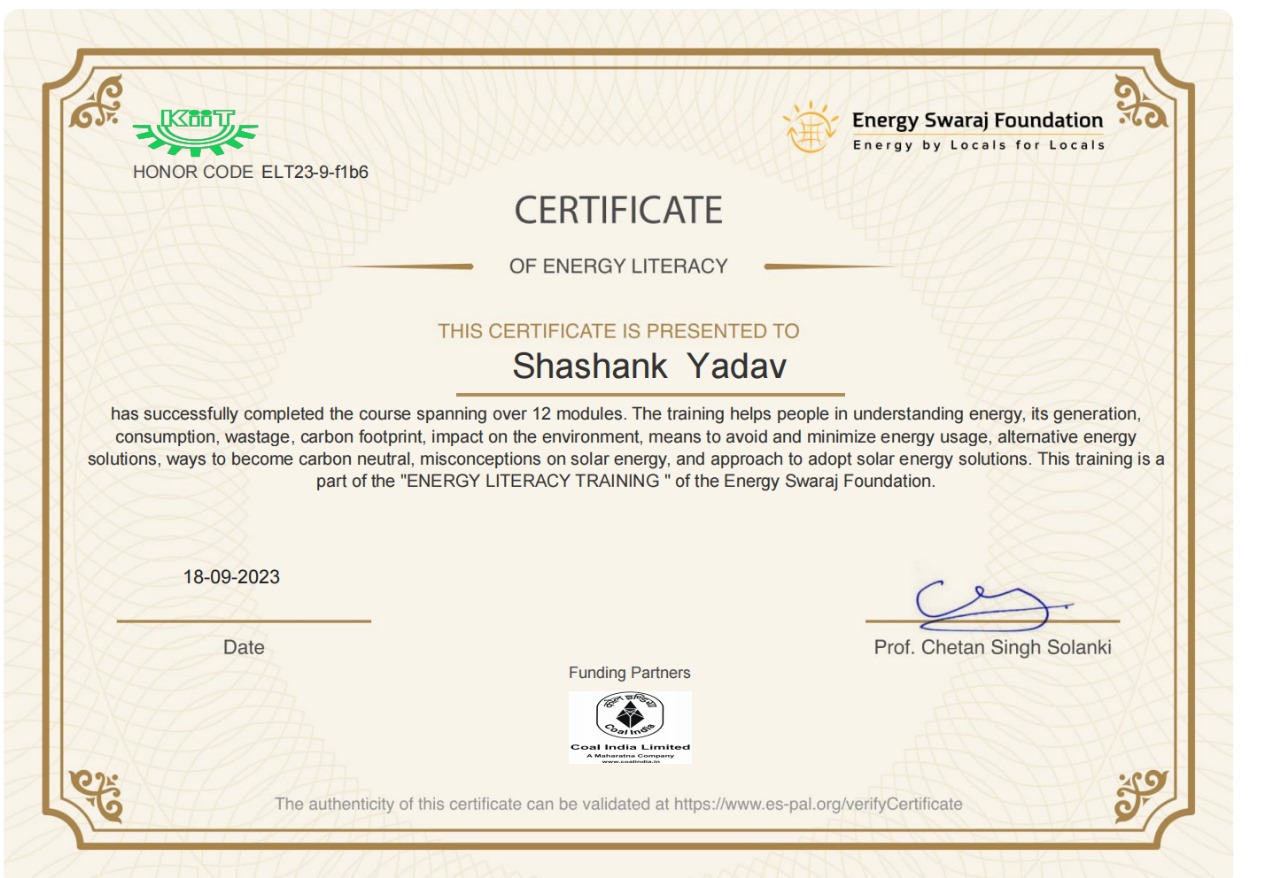 KiiT
Energy Swaraj Foundation
Energy by Locals for Locals
HONOR CODE ELT23-9-f1b6
CERTIFICATE
OF ENERGY LITERACY
THIS CERTIFICATE IS PRESENTED TO
Shashank Yadav
has successfully completed the course spanning over 12 modules. The training helps people in understanding energy, its generation,
consumption, wastage, carbon footprint, impact on the environment, means to avoid and minimize energy usage, alternative energy
solutions, ways to become carbon neutral, misconceptions on solar energy, and approach to adopt solar energy solutions. This training is a
part of the "ENERGY LITERACY TRAINING " of the Energy Swaraj Foundation.
18-09-2023
Date
Prof. Chetan Singh Solanki
Funding Partners
कोल इण्डिया
Coal India
Coal India Limited
A Maharatna Company
www.coalindia.in
The authenticity of this certificate can be validated at https://www.es-pal.org/verifyCertificate